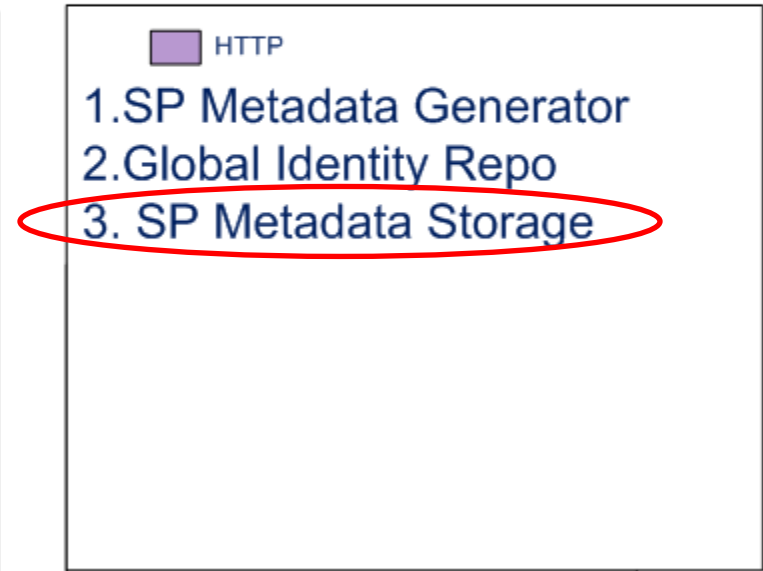 HTTP
1.SP Metadata Generator
2.Global Identity Repo
3. SP Metadata Storage